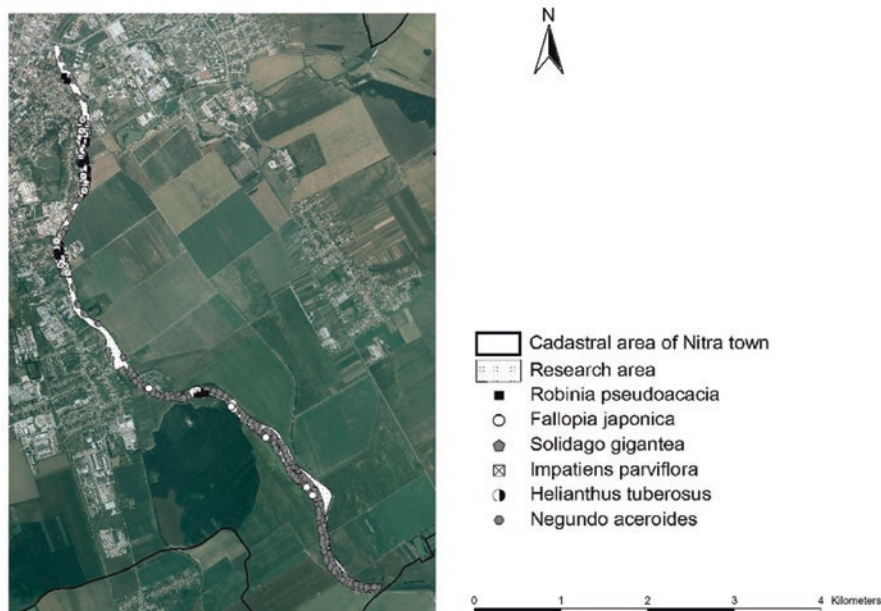 N
Cadastral area of Nitra town
Research area
Robinia pseudoacacia
Fallopia japonica
Solidago gigantea
Impatiens parviflora
Helianthus tuberosus
Negundo aceroides
0 1 2 3 4 Kilometers